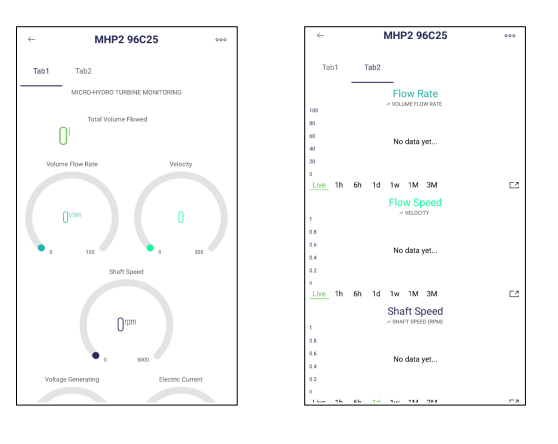 MHP2 96C25
Tab1 Tab2
MICRO-HYDRO TURBINE MONITORING
Total Volume Flowed
0l
Volume Flow Rate Velocity
0l/min 0
0 100 0 500
Shaft Speed
0rpm
0 5000
Voltage Generating Electric Current
MHP2 96C25
Tab1 Tab2
Flow Rate
VOLUME FLOW RATE
100
80
60
No data yet...
40
20
0
Live 1h 6h 1d 1w 1M 3M
Flow Speed
VELOCITY
1
0.8
0.6
No data yet...
0.4
0.2
0
Live 1h 6h 1d 1w 1M 3M
Shaft Speed
SHAFT SPEED (RPM)
1
0.8
0.6
No data yet...
0.4
0.2
0
Live 1h 6h 1d 1w 1M 3M